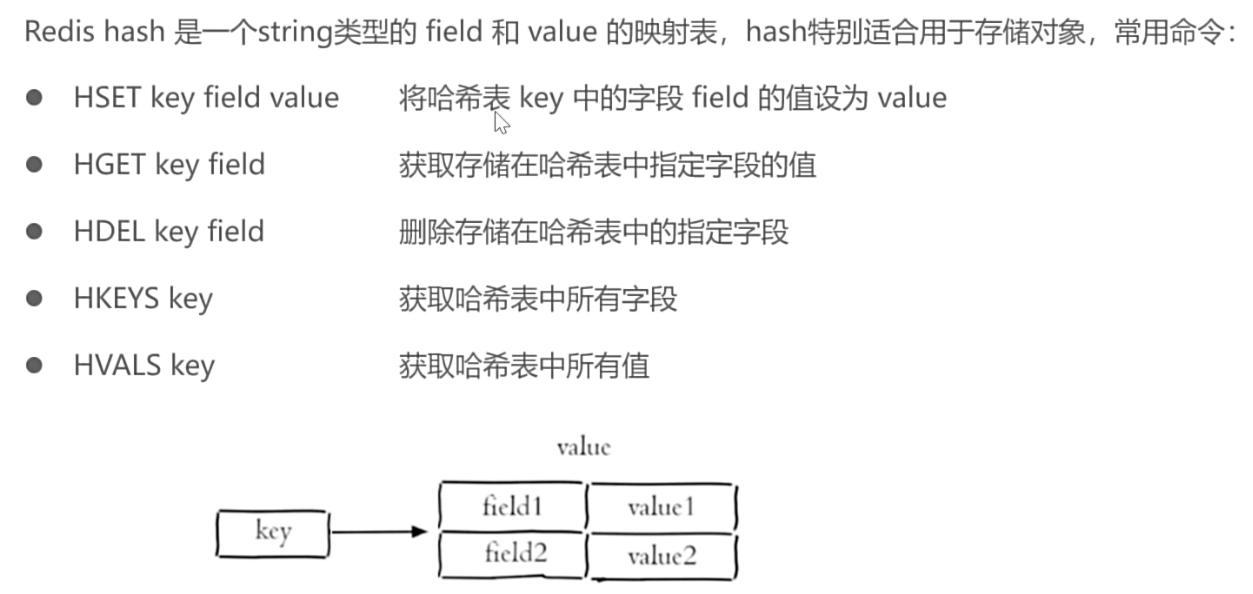 Redis hash 是一个string类型的 field 和 value 的映射表，hash特别适合用于存储对象，常用命令：
● HSET key field value 将哈希表 key 中的字段 field 的值设为 value
● HGET key field 获取存储在哈希表中指定字段的值
● HDEL key field 删除存储在哈希表中的指定字段
● HKEYS key 获取哈希表中所有字段
● HVALS key 获取哈希表中所有值
value
key
field1 value1
field2 value2